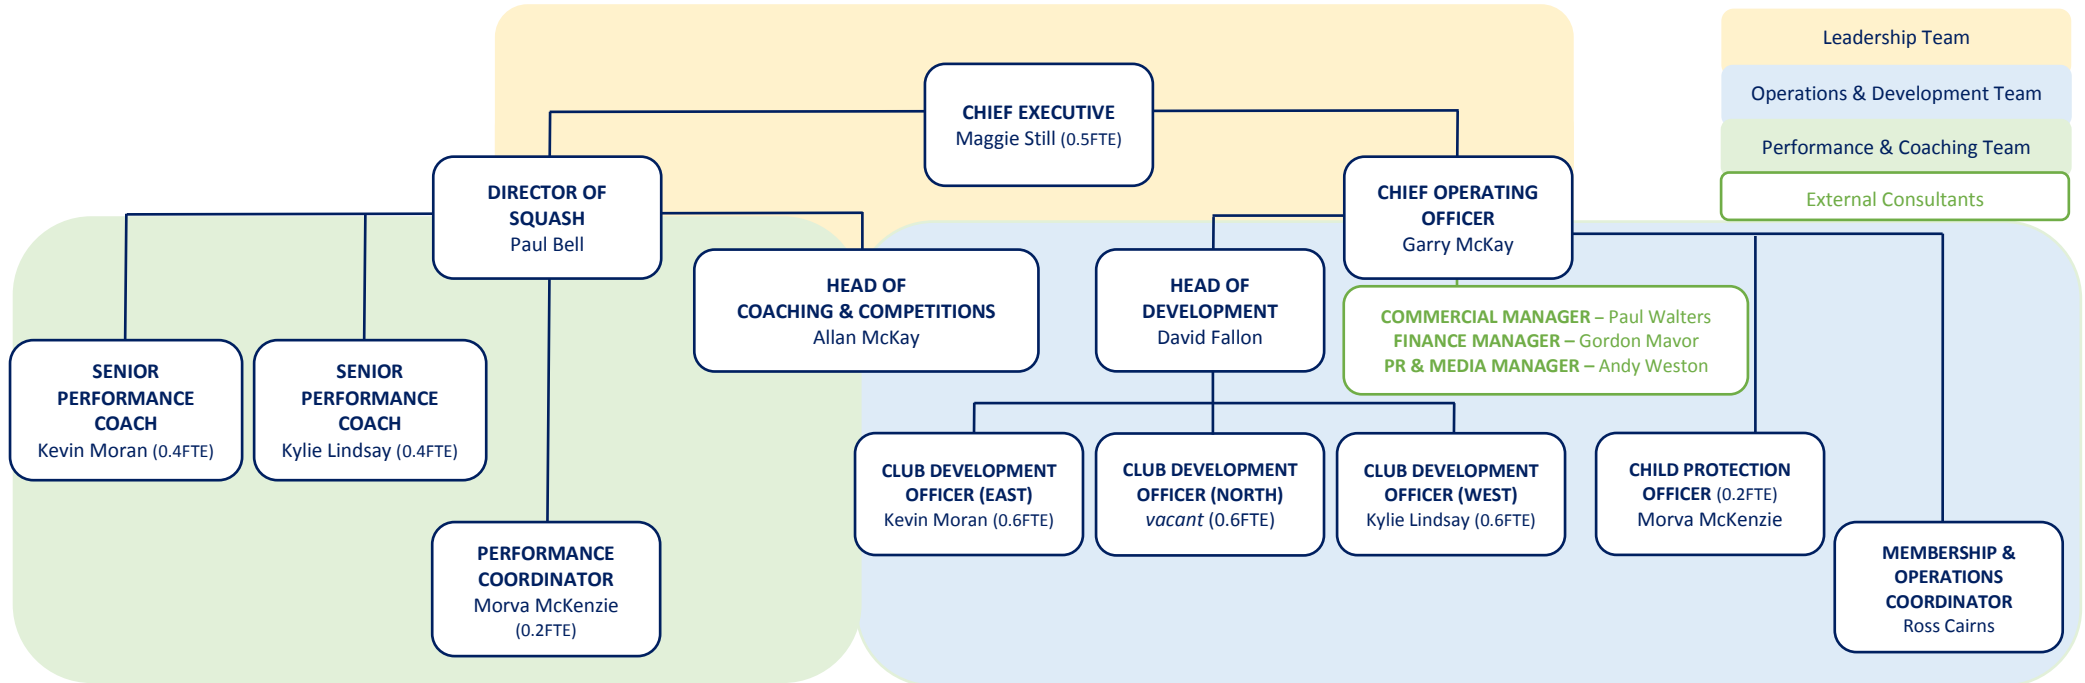 Leadership Team
Operations & Development Team
Performance & Coaching Team
External Consultants
CHIEF EXECUTIVE
Maggie Still (0.5FTE)
DIRECTOR OF
SQUASH
Paul Bell
CHIEF OPERATING
OFFICER
Garry McKay
HEAD OF
COACHING & COMPETITIONS
Allan McKay
HEAD OF
DEVELOPMENT
David Fallon
COMMERCIAL MANAGER – Paul Walters
FINANCE MANAGER – Gordon Mavor
PR & MEDIA MANAGER – Andy Weston
SENIOR
PERFORMANCE
COACH
Kevin Moran (0.4FTE)
SENIOR
PERFORMANCE
COACH
Kylie Lindsay (0.4FTE)
CLUB DEVELOPMENT
OFFICER (EAST)
Kevin Moran (0.6FTE)
CLUB DEVELOPMENT
OFFICER (NORTH)
vacant (0.6FTE)
CLUB DEVELOPMENT
OFFICER (WEST)
Kylie Lindsay (0.6FTE)
CHILD PROTECTION
OFFICER (0.2FTE)
Morva McKenzie
PERFORMANCE
COORDINATOR
Morva McKenzie
(0.2FTE)
MEMBERSHIP &
OPERATIONS
COORDINATOR
Ross Cairns